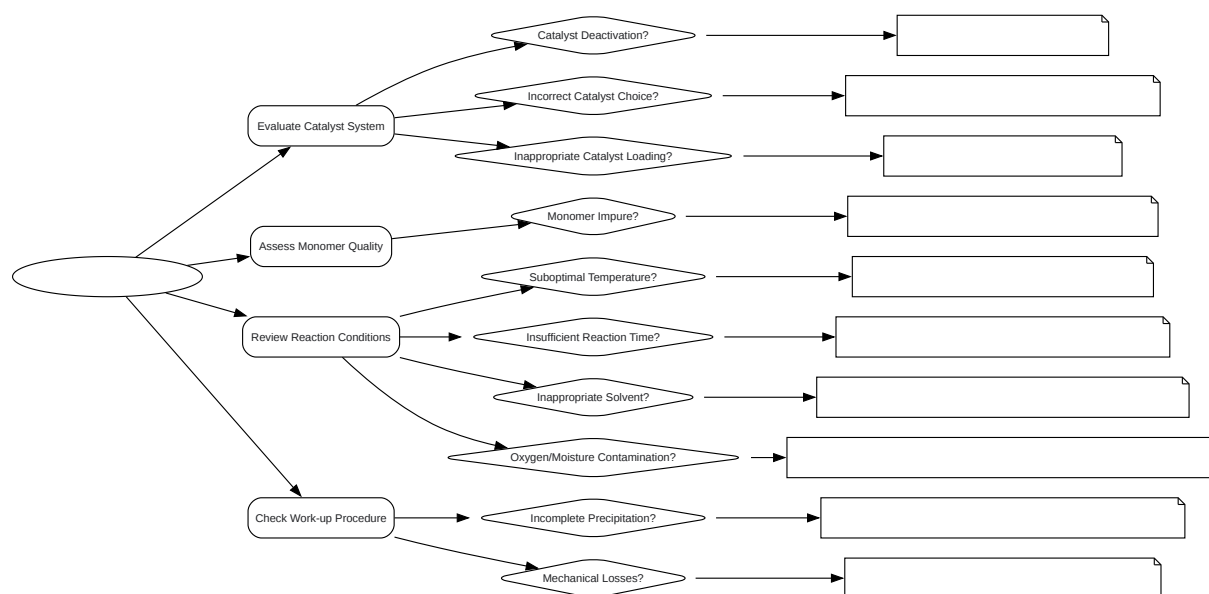 Catalyst Deactivation?
Incorrect Catalyst Choice?
Evaluate Catalyst System
Inappropriate Catalyst Loading?
Monomer Impure?
Assess Monomer Quality
Suboptimal Temperature?
Review Reaction Conditions
Insufficient Reaction Time?
Inappropriate Solvent?
Oxygen/Moisture Contamination?
Check Work-up Procedure
Incomplete Precipitation?
Mechanical Losses?